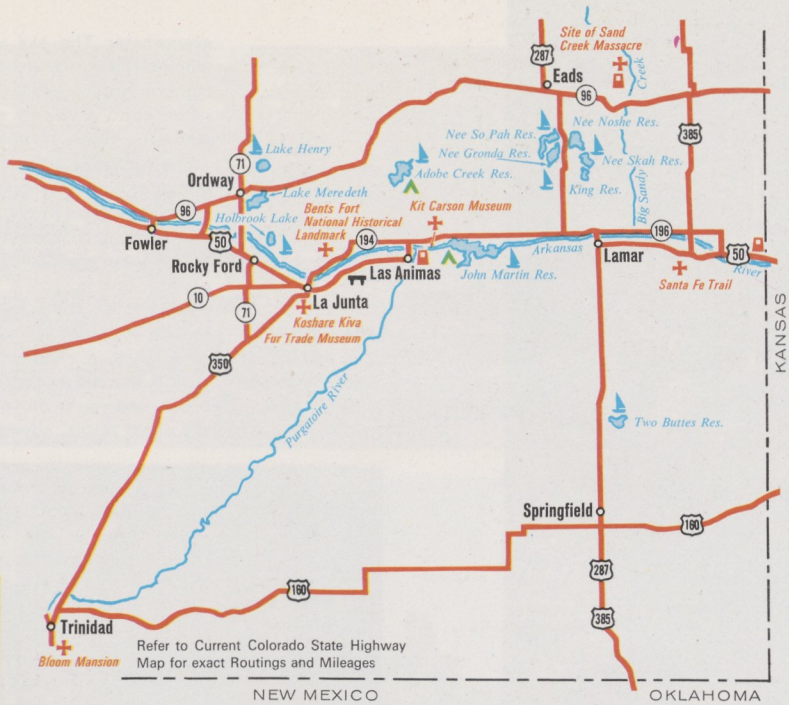 Site of Sand
Creek Massacre
287
Eads
Creek
96
385
Nee Noshe Res.
Nee So Pah Res.
Nee Gronda Res.
Nee Skah Res.
Adobe Creek Res.
King Res.
Lake Henry
71
Ordway
Lake Meredeth
96
Holbrook Lake
Bents Fort
National Historical
Landmark
Kit Carson Museum
Big Sandy
Fowler
50
194
196
Rocky Ford
Las Animas
Arkansas
Lamar
50
River
John Martin Res.
Santa Fe Trail
10
71
La Junta
Koshare Kiva
Fur Trade Museum
KANSAS
350
Purgatoire River
Two Buttes Res.
Springfield
160
287
160
385
Trinidad
Bloom Mansion
Refer to Current Colorado State Highway
Map for exact Routings and Mileages
NEW MEXICO
OKLAHOMA